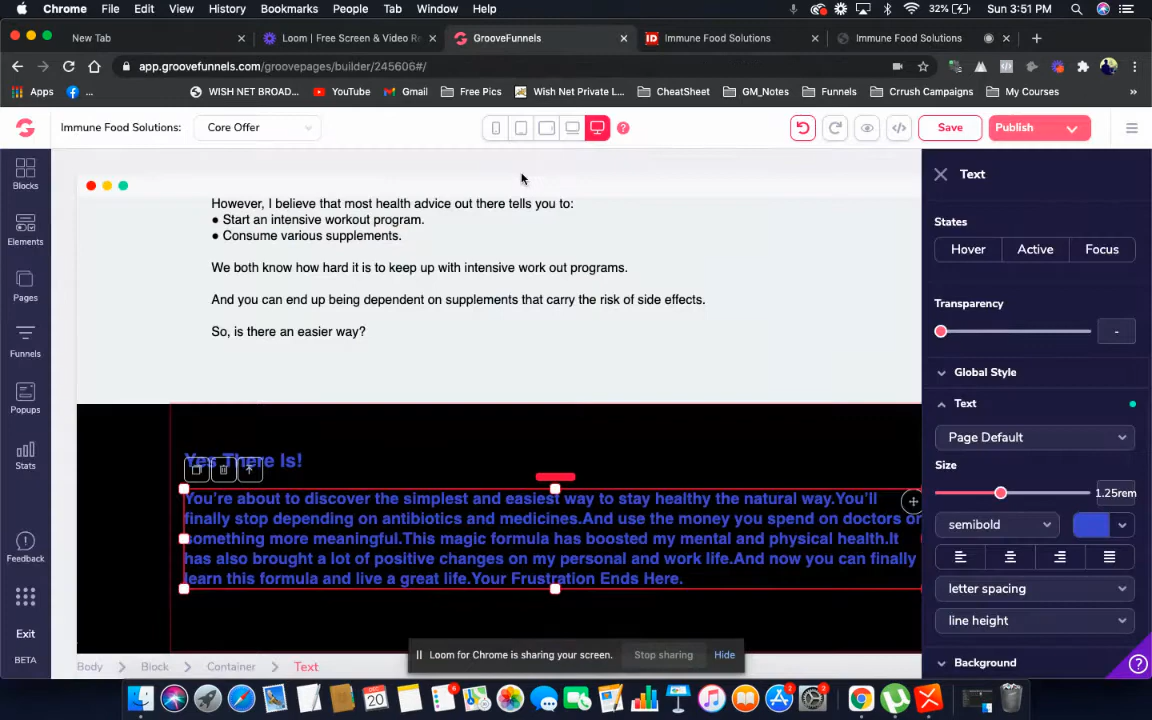 Chrome File Edit View History Bookmarks People Tab Window Help 32% Sun 3:51 PM
New Tab Loom | Free Screen & Video Re GrooveFunnels Immune Food Solutions Immune Food Solutions
app.groovefunnels.com/groovepages/builder/245606#/
Apps ... WISH NET BROAD... YouTube Gmail Free Pics Wish Net Private L... CheatSheet GM_Notes Funnels Crrush Campaigns My Courses »
Immune Food Solutions: Core Offer Save Publish
Blocks
Elements
Pages
Funnels
Popups
Stats
Feedback
Exit
BETA
However, I believe that most health advice out there tells you to:
● Start an intensive workout program.
● Consume various supplements.
We both know how hard it is to keep up with intensive work out programs.
And you can end up being dependent on supplements that carry the risk of side effects.
So, is there an easier way?
Yes There Is!
You're about to discover the simplest and easiest way to stay healthy the natural way.You'll
finally stop depending on antibiotics and medicines.And use the money you spend on doctors or
something more meaningful.This magic formula has boosted my mental and physical health.It
has also brought a lot of positive changes on my personal and work life.And now you can finally
learn this formula and live a great life.Your Frustration Ends Here.
Body Block Container Text
Loom for Chrome is sharing your screen. Stop sharing Hide
Text
States
Hover Active Focus
Transparency
-
Global Style
Text
Page Default
Size
1.25rem
semibold
letter spacing
line height
Background